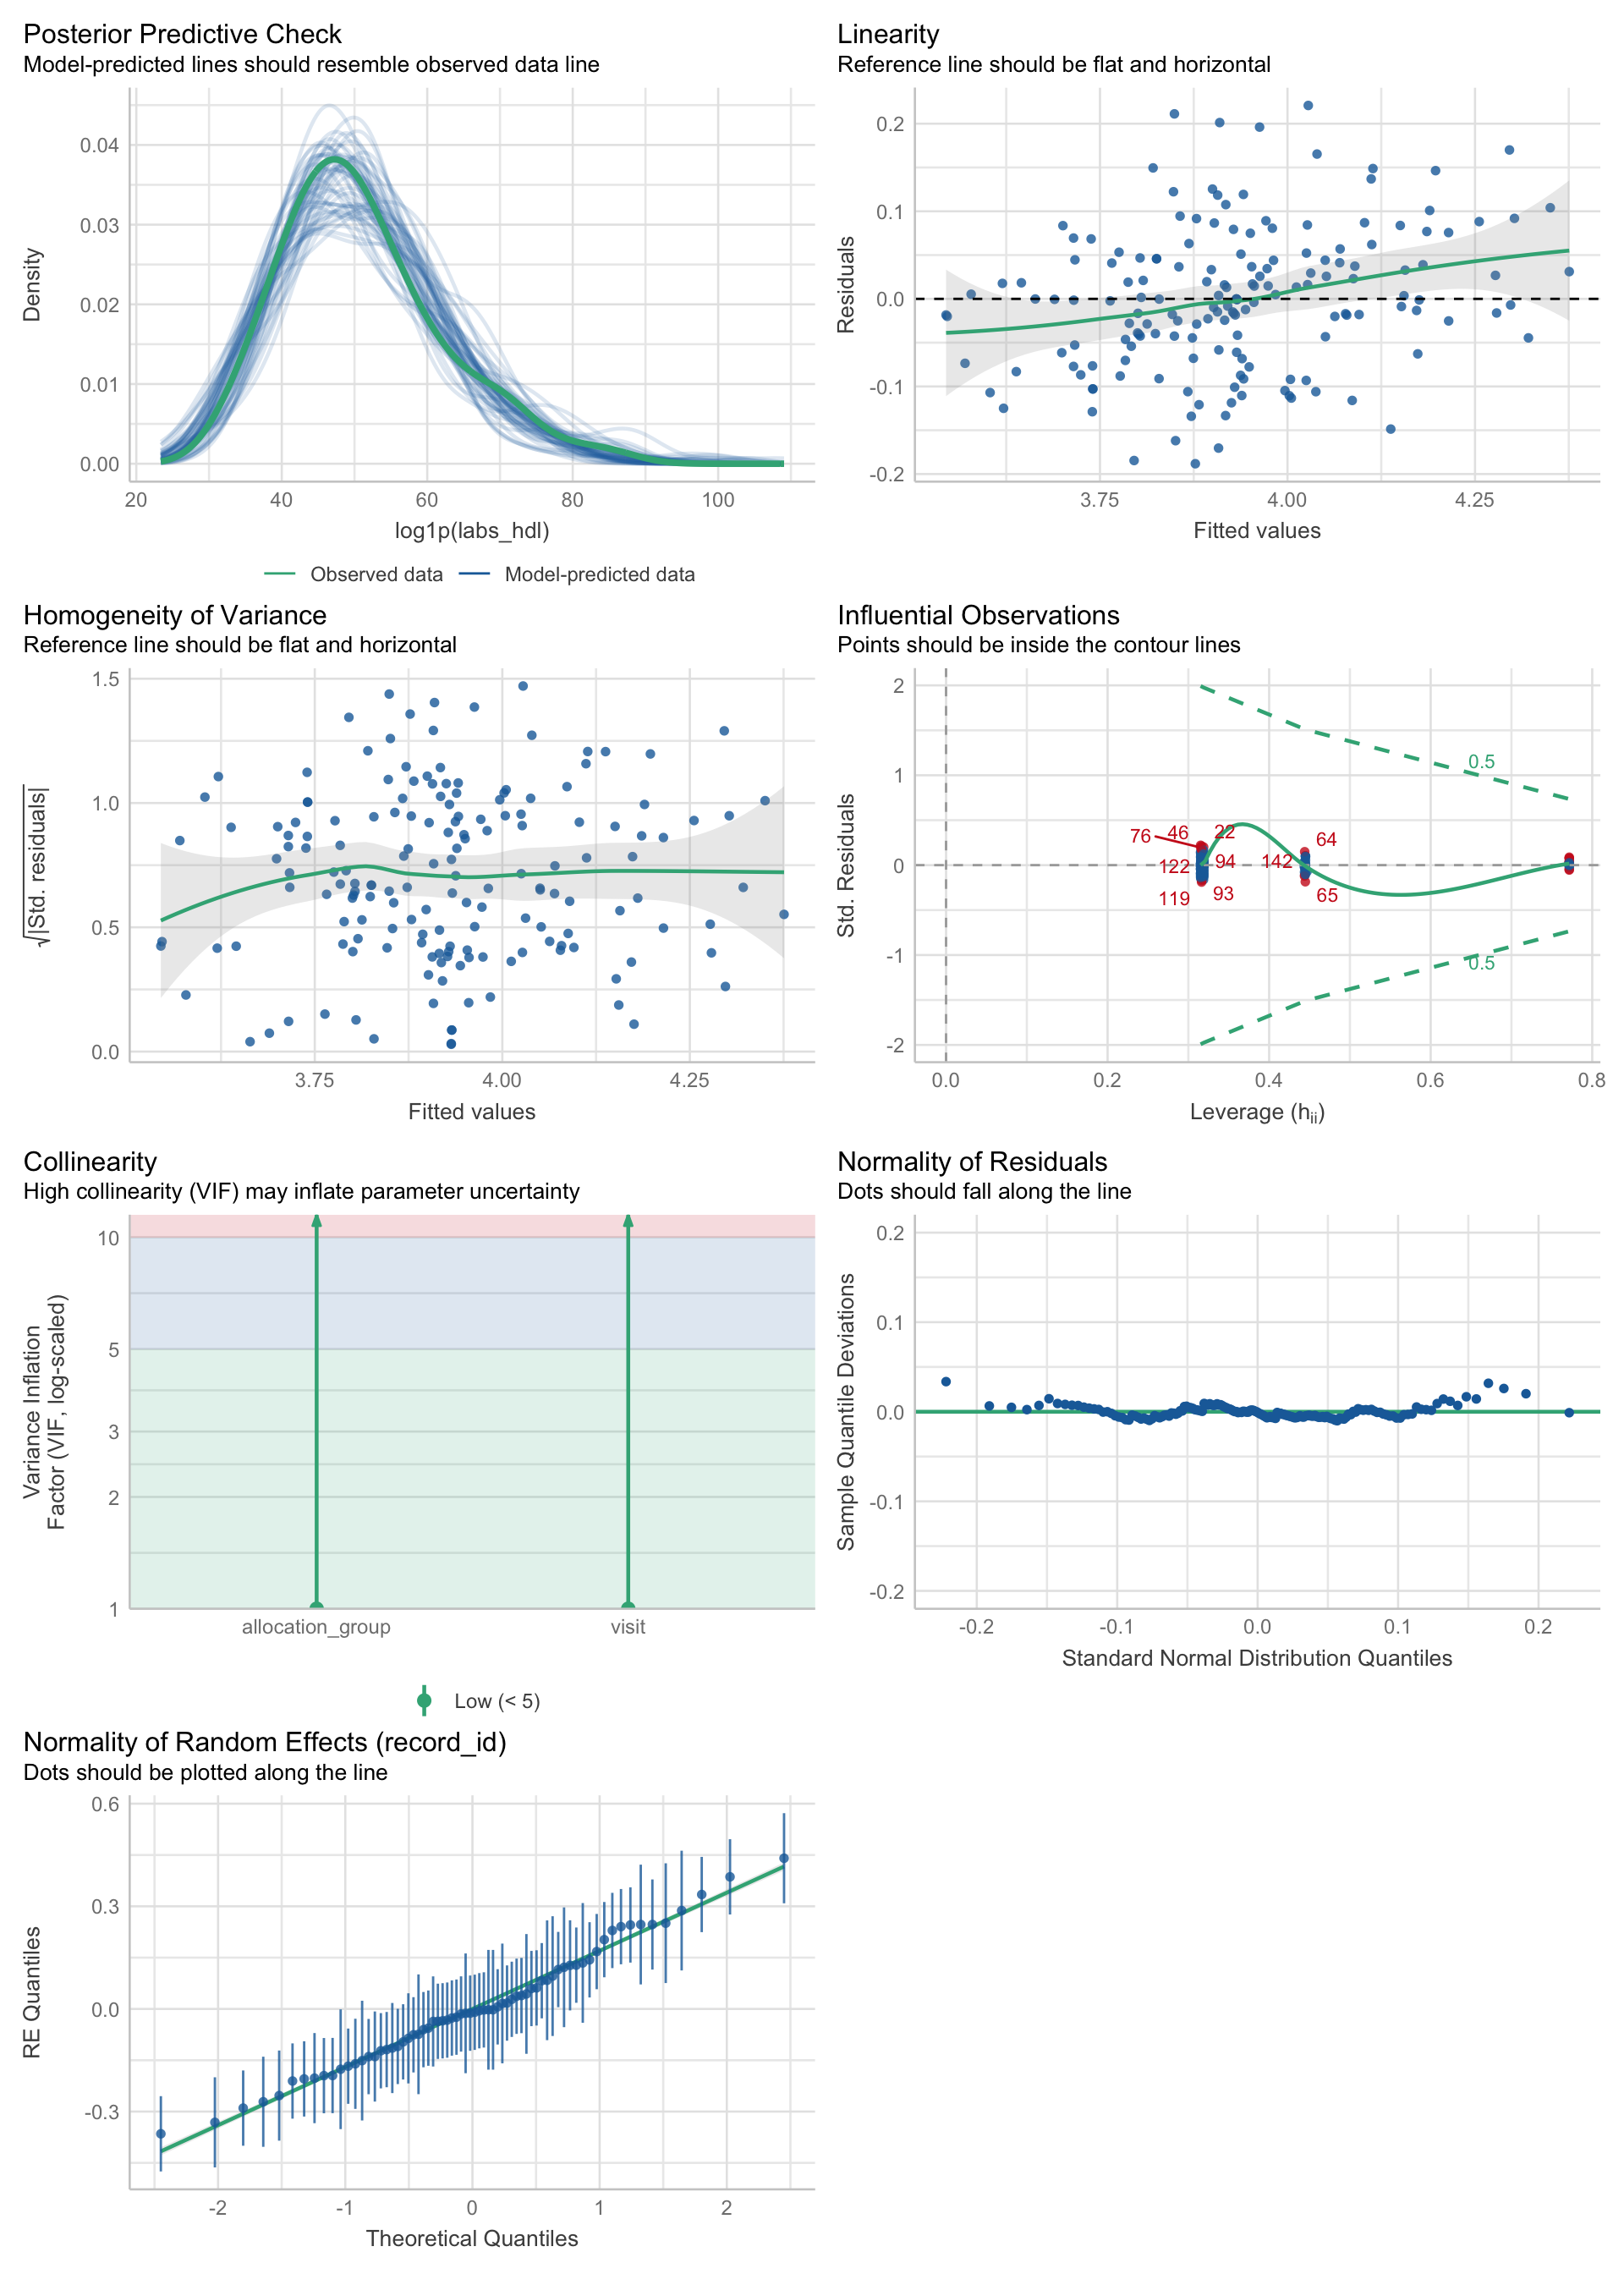 Posterior Predictive Check
Model-predicted lines should resemble observed data line
0.04
0.03
0.02
0.01
0.00
Density
20 40 60 80 100
log1p(labs_hdl)
Observed data Model-predicted data
Linearity
Reference line should be flat and horizontal
0.2
0.1
0.0
-0.1
-0.2
Residuals
3.75 4.00 4.25
Fitted values
Homogeneity of Variance
Reference line should be flat and horizontal
1.5
1.0
0.5
0.0
√|Std. residuals|
3.75 4.00 4.25
Fitted values
Influential Observations
Points should be inside the contour lines
2
1
0
-1
-2
Std. Residuals
0.5
76 46 22 64
122 94 142
119 93 65
0.5
0.0 0.2 0.4 0.6 0.8
Leverage (hii)
Collinearity
High collinearity (VIF) may inflate parameter uncertainty
10
5
3
2
1
Variance Inflation
Factor (VIF, log-scaled)
allocation_group visit
Low (< 5)
Normality of Residuals
Dots should fall along the line
0.2
0.1
0.0
-0.1
-0.2
Sample Quantile Deviations
-0.2 -0.1 0.0 0.1 0.2
Standard Normal Distribution Quantiles
Normality of Random Effects (record_id)
Dots should be plotted along the line
0.6
0.3
0.0
-0.3
RE Quantiles
-2 -1 0 1 2
Theoretical Quantiles